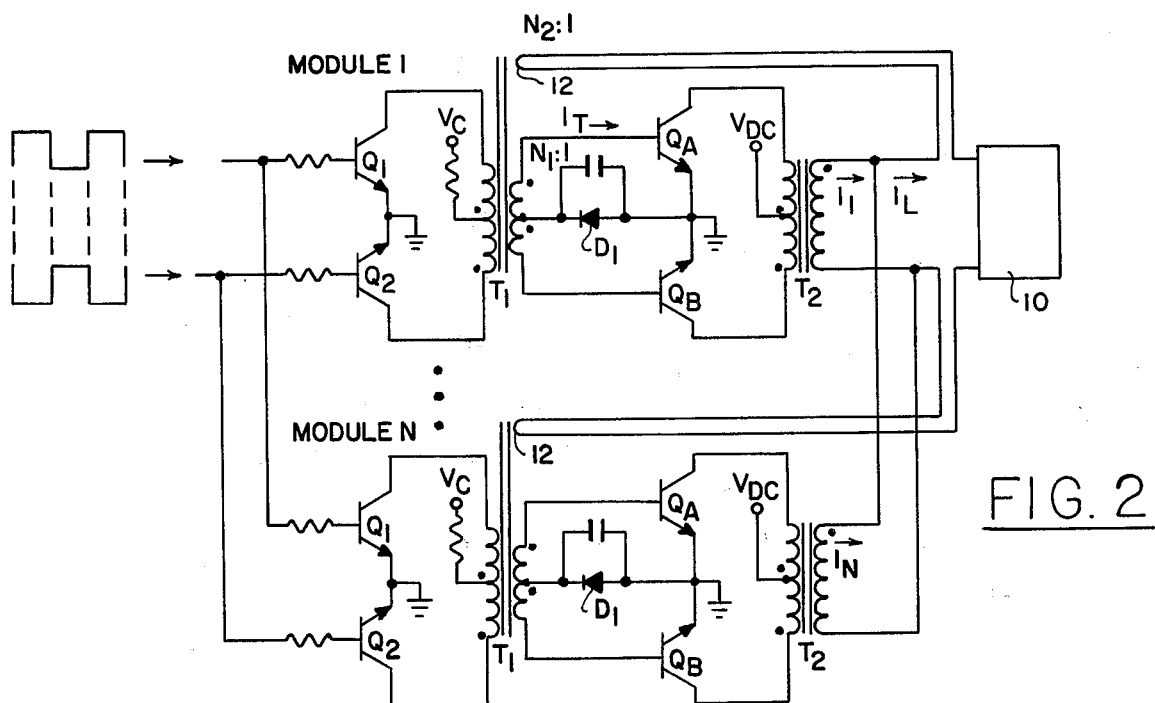 N2:1
MODULE 1
12
VC
IT →
QA
VDC
Q1
N1:1
I1
IL
D1
Q2
T1
QB
T2
10
MODULE N
12
VC
QA
VDC
FIG. 2
Q1
IN
D1
Q2
T1
QB
T2